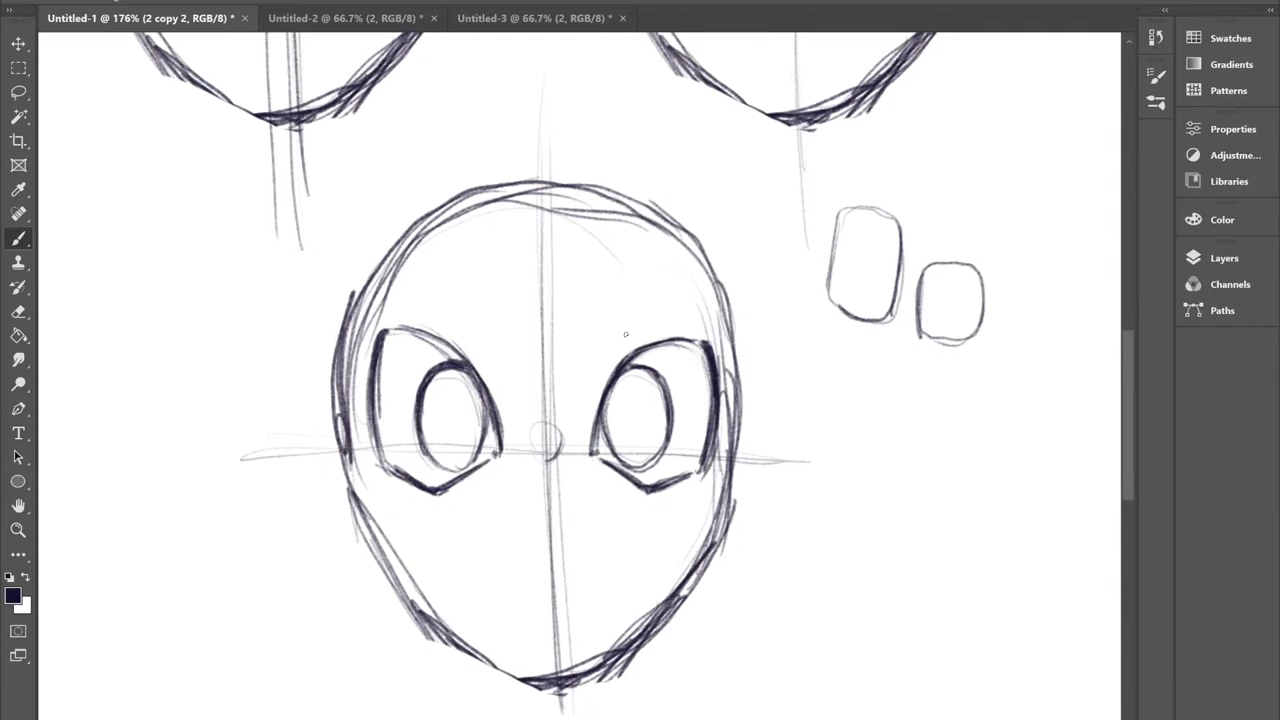 Untitled-1 @ 176% (2 copy 2, RGB/8) *
Untitled-2 @ 66.7% (2, RGB/8) *
Untitled-3 @ 66.7% (2, RGB/8) *
Swatches
Gradients
Patterns
Properties
Adjustme...
Libraries
Color
Layers
Channels
Paths